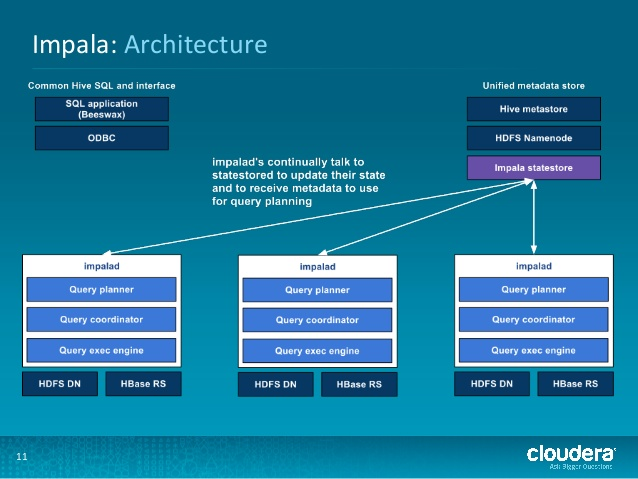 Impala: Architecture
Common Hive SQL and interface
SQL application
(Beeswax)
ODBC
Unified metadata store
Hive metastore
HDFS Namenode
Impala statestore
impalad's continually talk to
statestored to update their state
and to receive metadata to use
for query planning
impalad
Query planner
Query coordinator
Query exec engine
HDFS DN
HBase RS
impalad
Query planner
Query coordinator
Query exec engine
HDFS DN
HBase RS
impalad
Query planner
Query coordinator
Query exec engine
HDFS DN
HBase RS
11
cloudera
Ask Bigger Questions